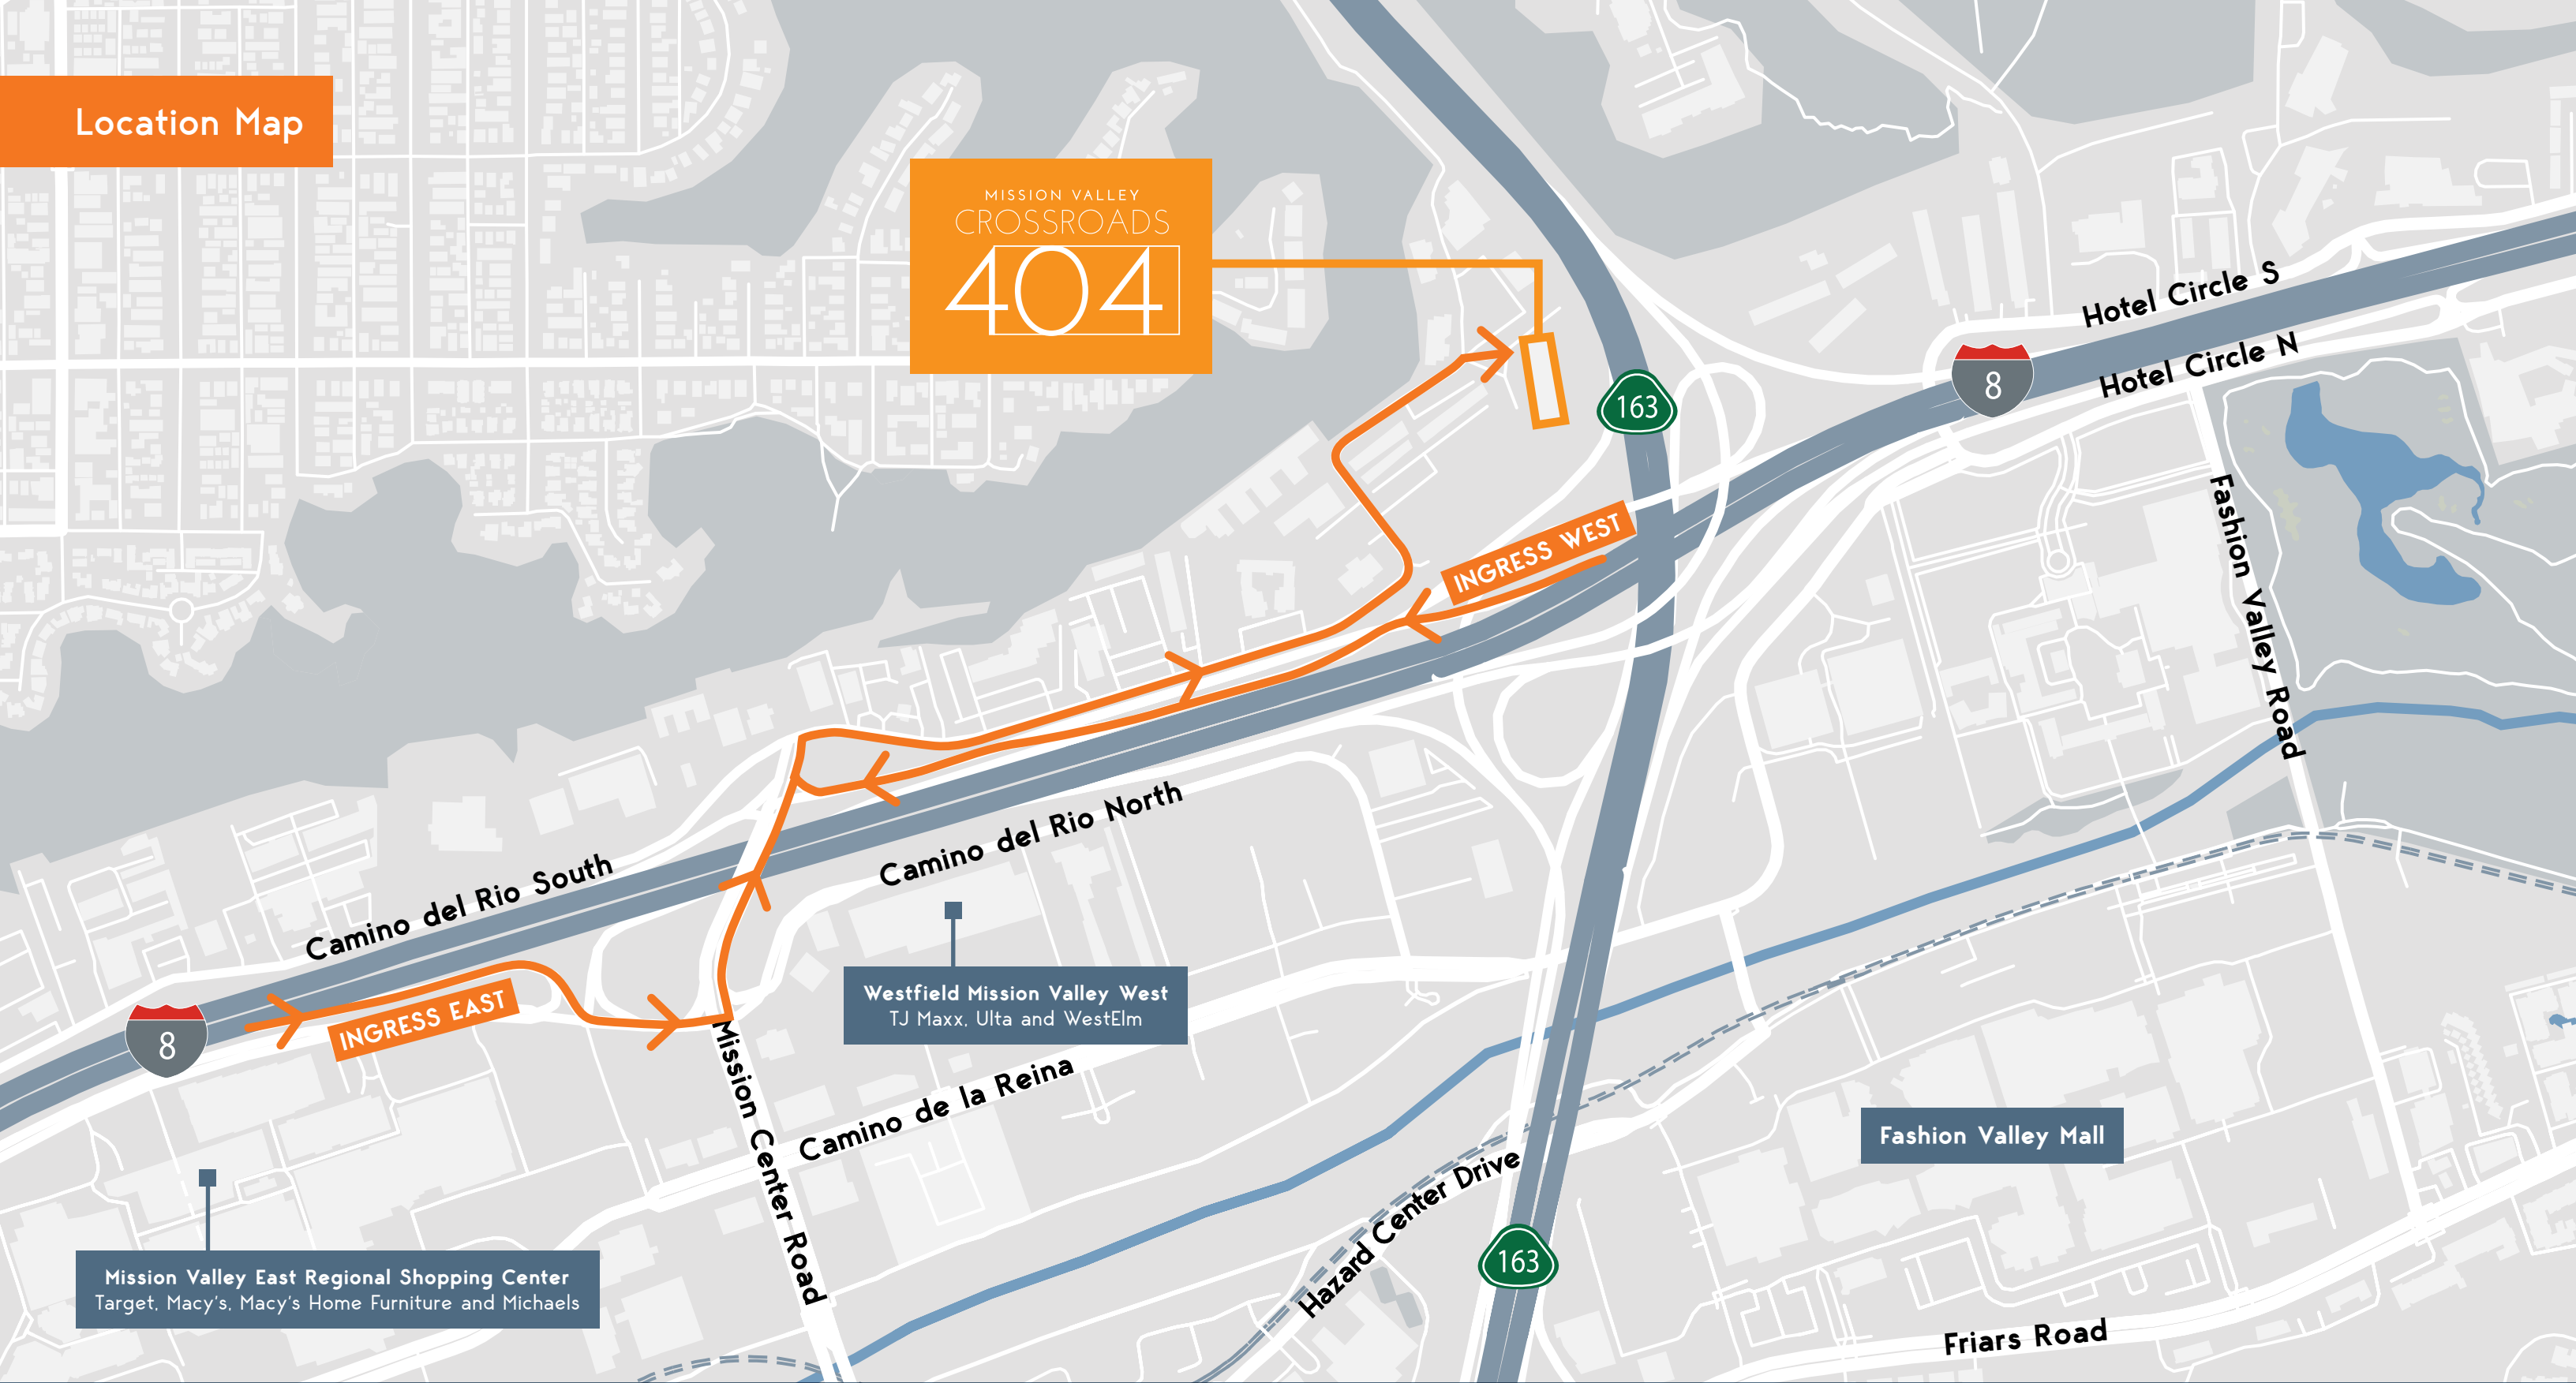 Location Map
MISSION VALLEY
CROSSROADS
404
Hotel Circle S
Hotel Circle N
8
163
Fashion Valley Road
INGRESS WEST
Camino del Rio North
Camino del Rio South
Westfield Mission Valley West
TJ Maxx, Ulta and WestElm
INGRESS EAST
8
Mission Center Road
Camino de la Reina
Fashion Valley Mall
Hazard Center Drive
163
Mission Valley East Regional Shopping Center
Target, Macy's, Macy's Home Furniture and Michaels
Friars Road